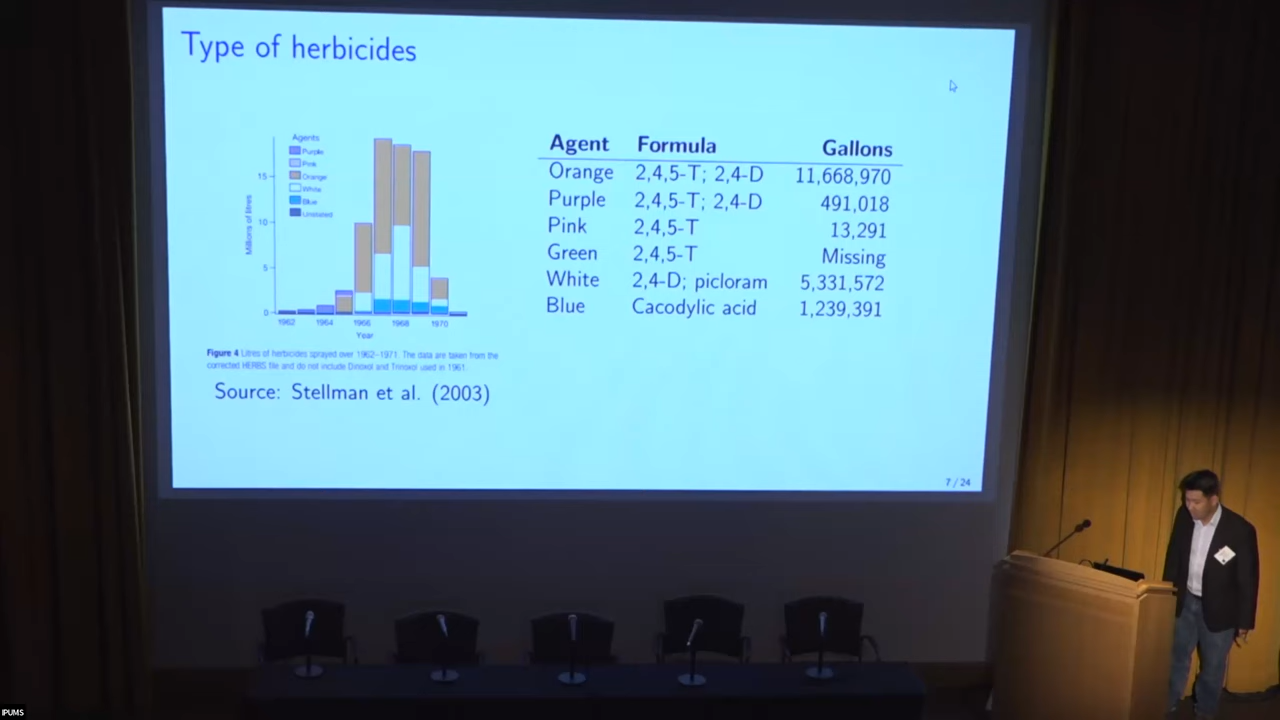 Type of herbicides
Agents
Purple
Pink
Orange
White
Blue
Unstated
Millions of litres
15
10
5
0
1962
1964
1966
1968
1970
Year
Figure 4 Litres of herbicides sprayed over 1962–1971. The data are taken from the
corrected HERBS file and do not include Dinoxol and Trinoxol used in 1961.
Source: Stellman et al. (2003)
Agent Formula Gallons
Orange 2,4,5-T; 2,4-D 11,668,970
Purple 2,4,5-T; 2,4-D 491,018
Pink 2,4,5-T 13,291
Green 2,4,5-T Missing
White 2,4-D; picloram 5,331,572
Blue Cacodylic acid 1,239,391
7 / 24
IPUMS